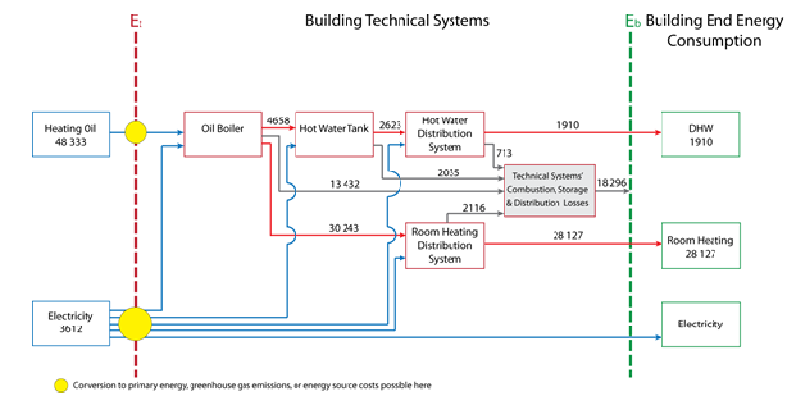 Et
Building Technical Systems
Eb
Building End Energy
Consumption
Heating Oil
48 333
Oil Boiler
4658
Hot Water Tank
2623
Hot Water
Distribution
System
1910
DHW
1910
713
2035
13 432
Technical Systems'
Combustion, Storage
& Distribution Losses
18 296
2116
30 243
Room Heating
Distribution
System
28 127
Room Heating
28 127
Electricity
3612
Electricity
Conversion to primary energy, greenhouse gas emissions, or energy source costs possible here